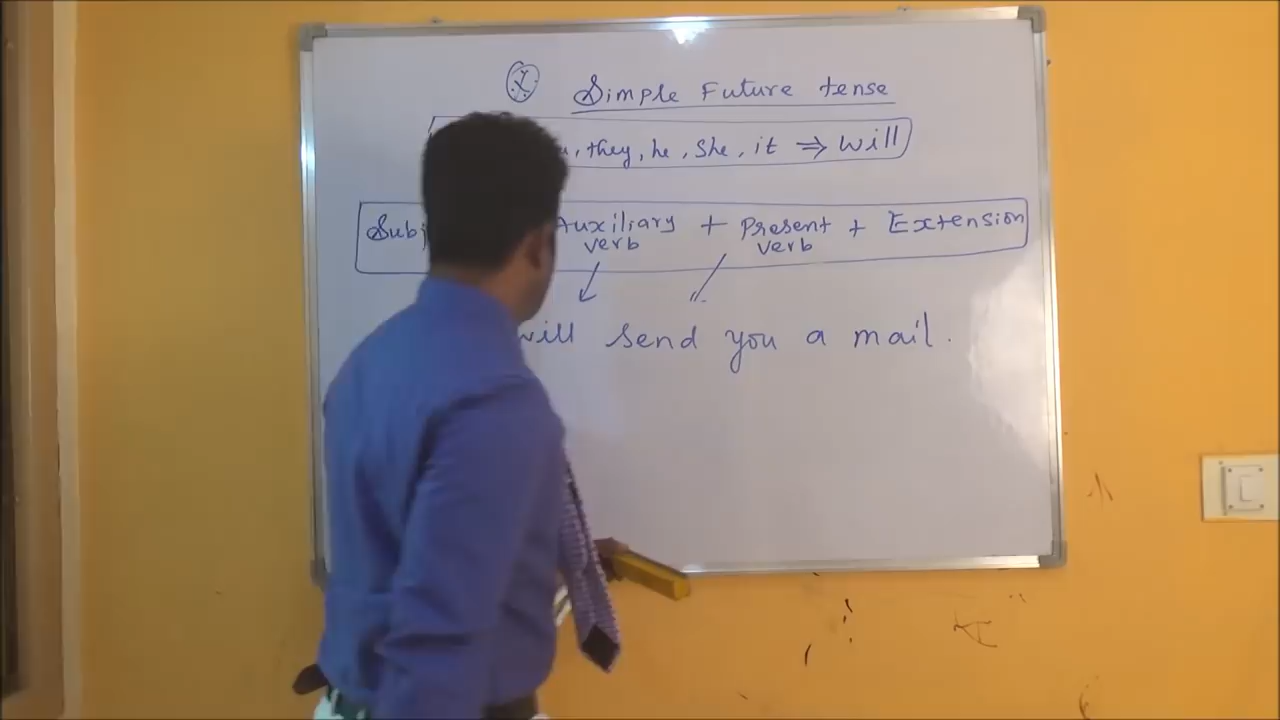 Simple Future tense
, they, he, She, it ⇒ Will
Auxiliary + Present + Extension
verb verb
will send you a mail.